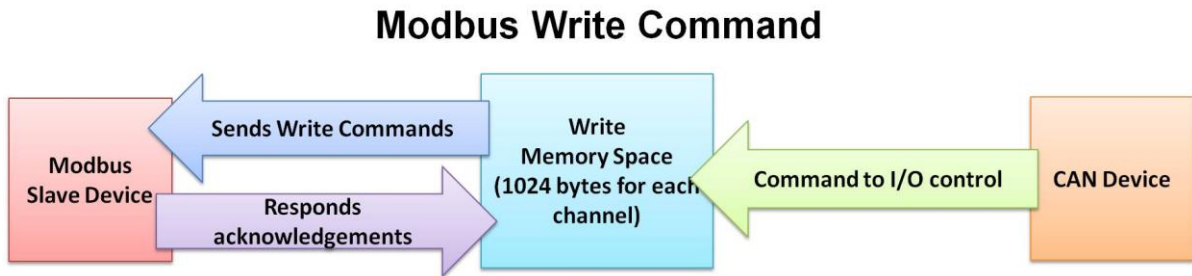 Modbus Write Command
Modbus
Slave Device
Sends Write Commands
Responds
acknowledgements
Write
Memory Space
(1024 bytes for each
channel)
Command to I/O control
CAN Device